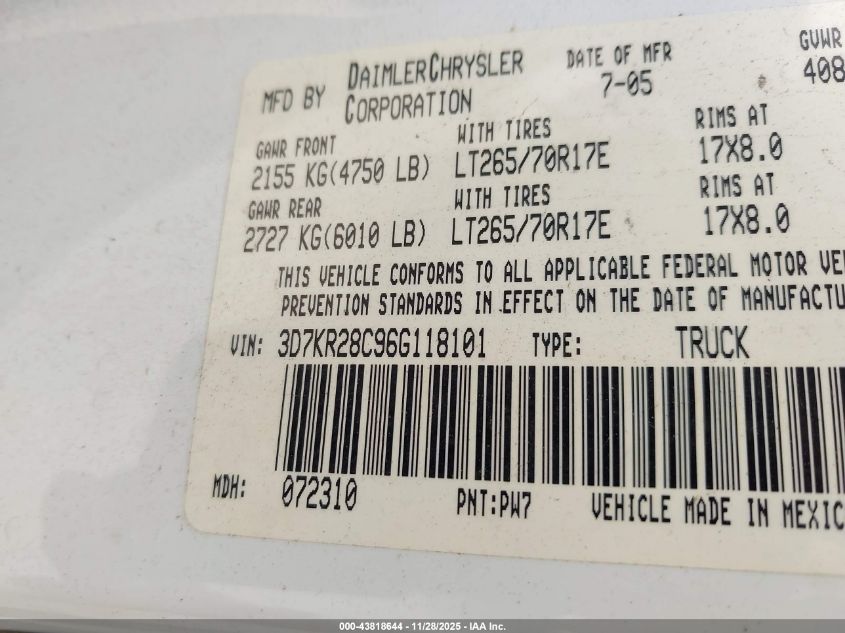 MFD BY DAIMLERCHRYSLER CORPORATION DATE OF MFR 7-05 GVWR 408
GAWR FRONT WITH TIRES RIMS AT
2155 KG(4750 LB) LT265/70R17E 17X8.0
GAWR REAR WITH TIRES RIMS AT
2727 KG(6010 LB) LT265/70R17E 17X8.0
THIS VEHICLE CONFORMS TO ALL APPLICABLE FEDERAL MOTOR VE
PREVENTION STANDARDS IN EFFECT ON THE DATE OF MANUFACTU
VIN: 3D7KR28C96G118101 TYPE: TRUCK
MDH: 072310 PNT:PW7 VEHICLE MADE IN MEXIC
000-43818644 - 11/28/2025 - IAA Inc.